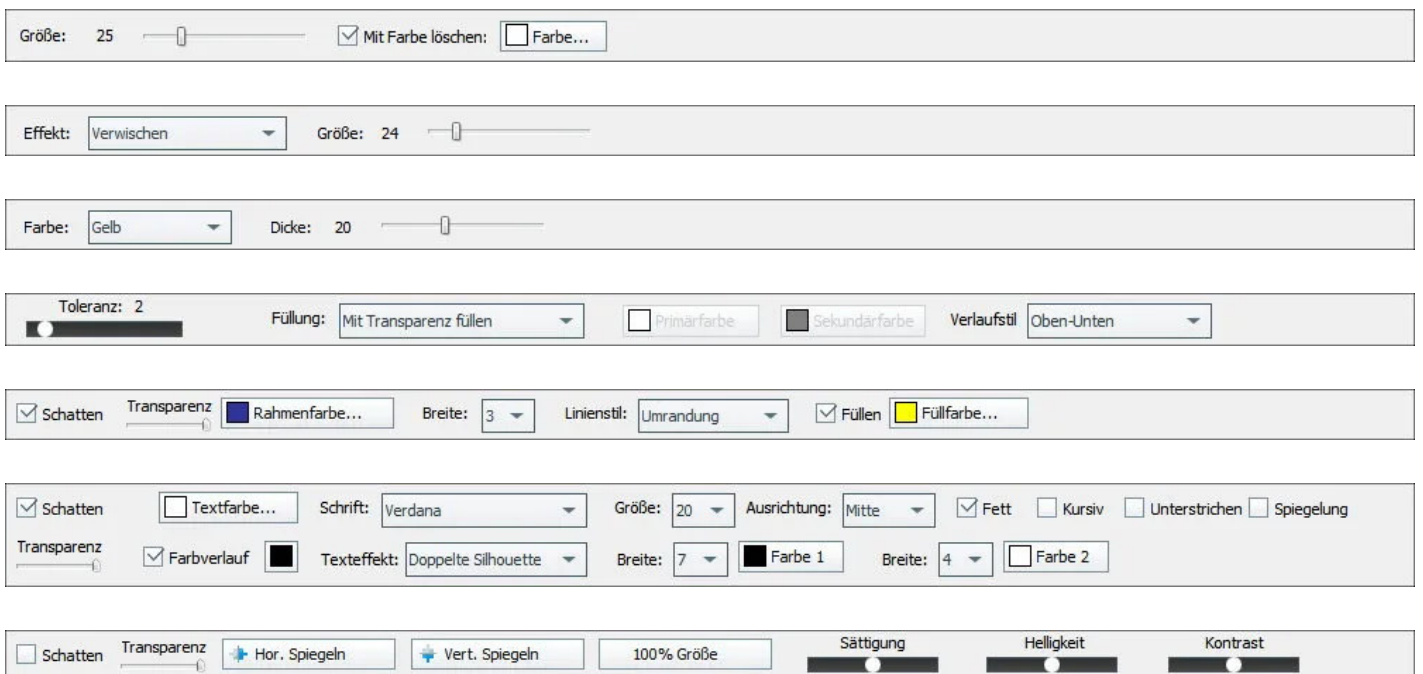 Größe: 25 Mit Farbe löschen: Farbe...
Effekt: Verwischen Größe: 24
Farbe: Gelb Dicke: 20
Toleranz: 2 Füllung: Mit Transparenz füllen Primärfarbe Sekundärfarbe Verlaufstil Oben-Unten
Schatten Transparenz Rahmenfarbe... Breite: 3 Linienstil: Umrandung Füllen Füllfarbe...
Schatten Textfarbe... Schrift: Verdana Größe: 20 Ausrichtung: Mitte Fett Kursiv Unterstrichen Spiegelung
Transparenz Farbverlauf Texteffekt: Doppelte Silhouette Breite: 7 Farbe 1 Breite: 4 Farbe 2
Schatten Transparenz Hor. Spiegeln Vert. Spiegeln 100% Größe Sättigung Helligkeit Kontrast